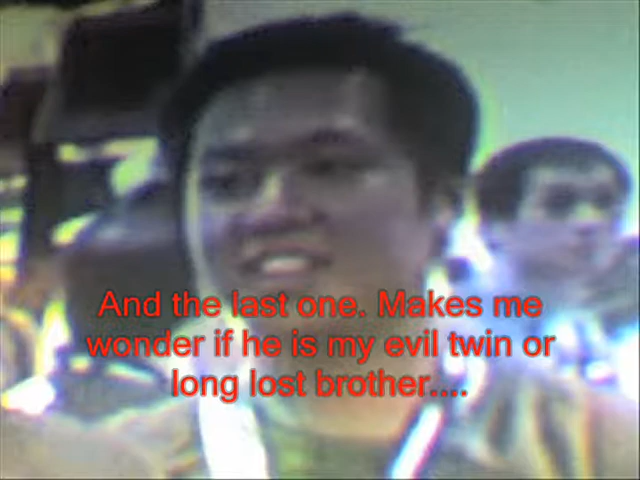 And the last one. Makes me
wonder if he is my evil twin or
long lost brother....